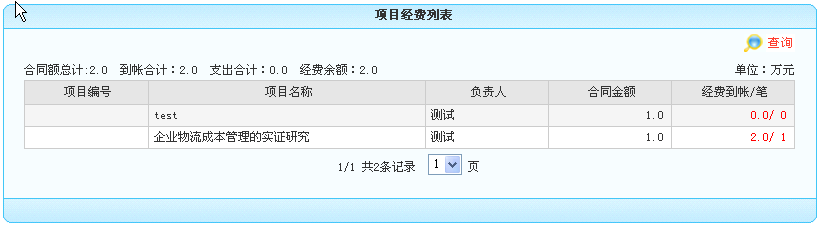 项目经费列表
查询
合同额总计:2.0 到帐合计：2.0 支出合计：0.0 经费余额：2.0 单位：万元
项目编号 项目名称 负责人 合同金额 经费到帐/笔
test 测试 1.0 0.0/ 0
企业物流成本管理的实证研究 测试 1.0 2.0/ 1
1/1 共2条记录 1 页